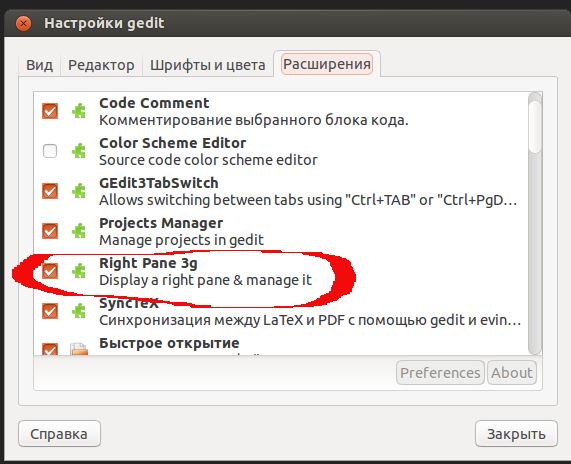 Настройки gedit
Вид Редактор Шрифты и цвета Расширения
Code Comment
Комментирование выбранного блока кода.
Color Scheme Editor
Source code color scheme editor
GEdit3TabSwitch
Allows switching between tabs using "Ctrl+TAB" or "Ctrl+PgD...
Projects Manager
Manage projects in gedit
Right Pane 3g
Display a right pane & manage it
SyncTeX
Синхронизация между LaTeX и PDF с помощью gedit и evin...
Быстрое открытие
Preferences About
Справка Закрыть